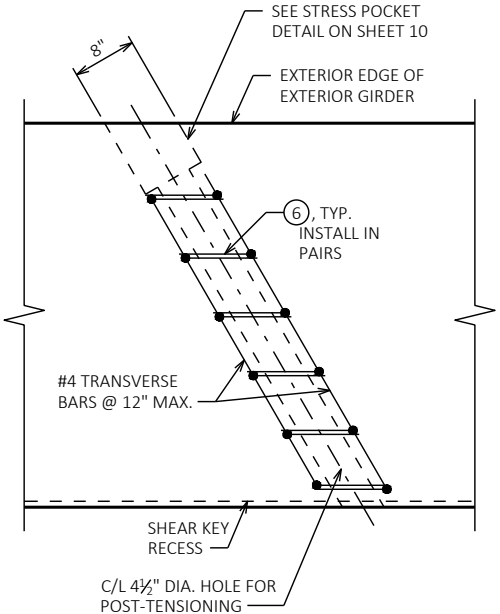 SEE STRESS POCKET
DETAIL ON SHEET 10
8"
EXTERIOR EDGE OF
EXTERIOR GIRDER
6, TYP.
INSTALL IN
PAIRS
#4 TRANSVERSE
BARS @ 12" MAX.
SHEAR KEY
RECESS
C/L 4½" DIA. HOLE FOR
POST-TENSIONING